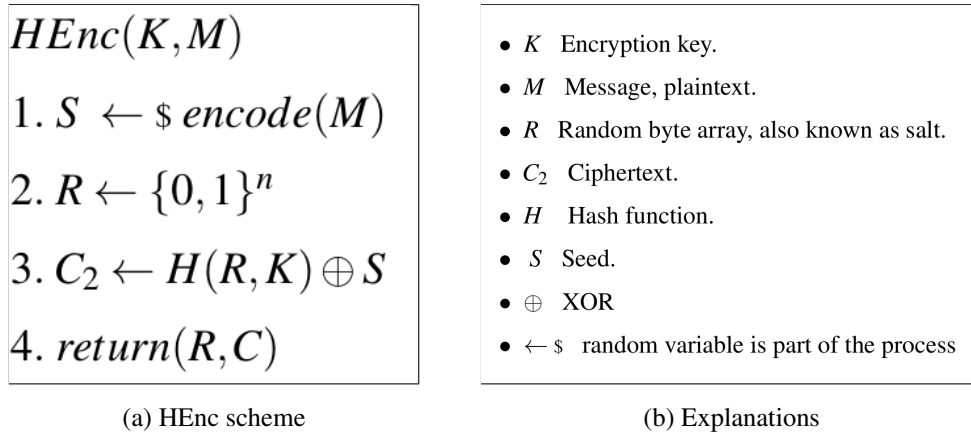 HEnc(K,M)
1. S ←$ encode(M)
2. R ← {0,1}ⁿ
3. C₂ ← H(R,K) ⊕ S
4. return(R,C)
(a) HEnc scheme
• K Encryption key.
• M Message, plaintext.
• R Random byte array, also known as salt.
• C₂ Ciphertext.
• H Hash function.
• S Seed.
• ⊕ XOR
• ←$ random variable is part of the process
(b) Explanations